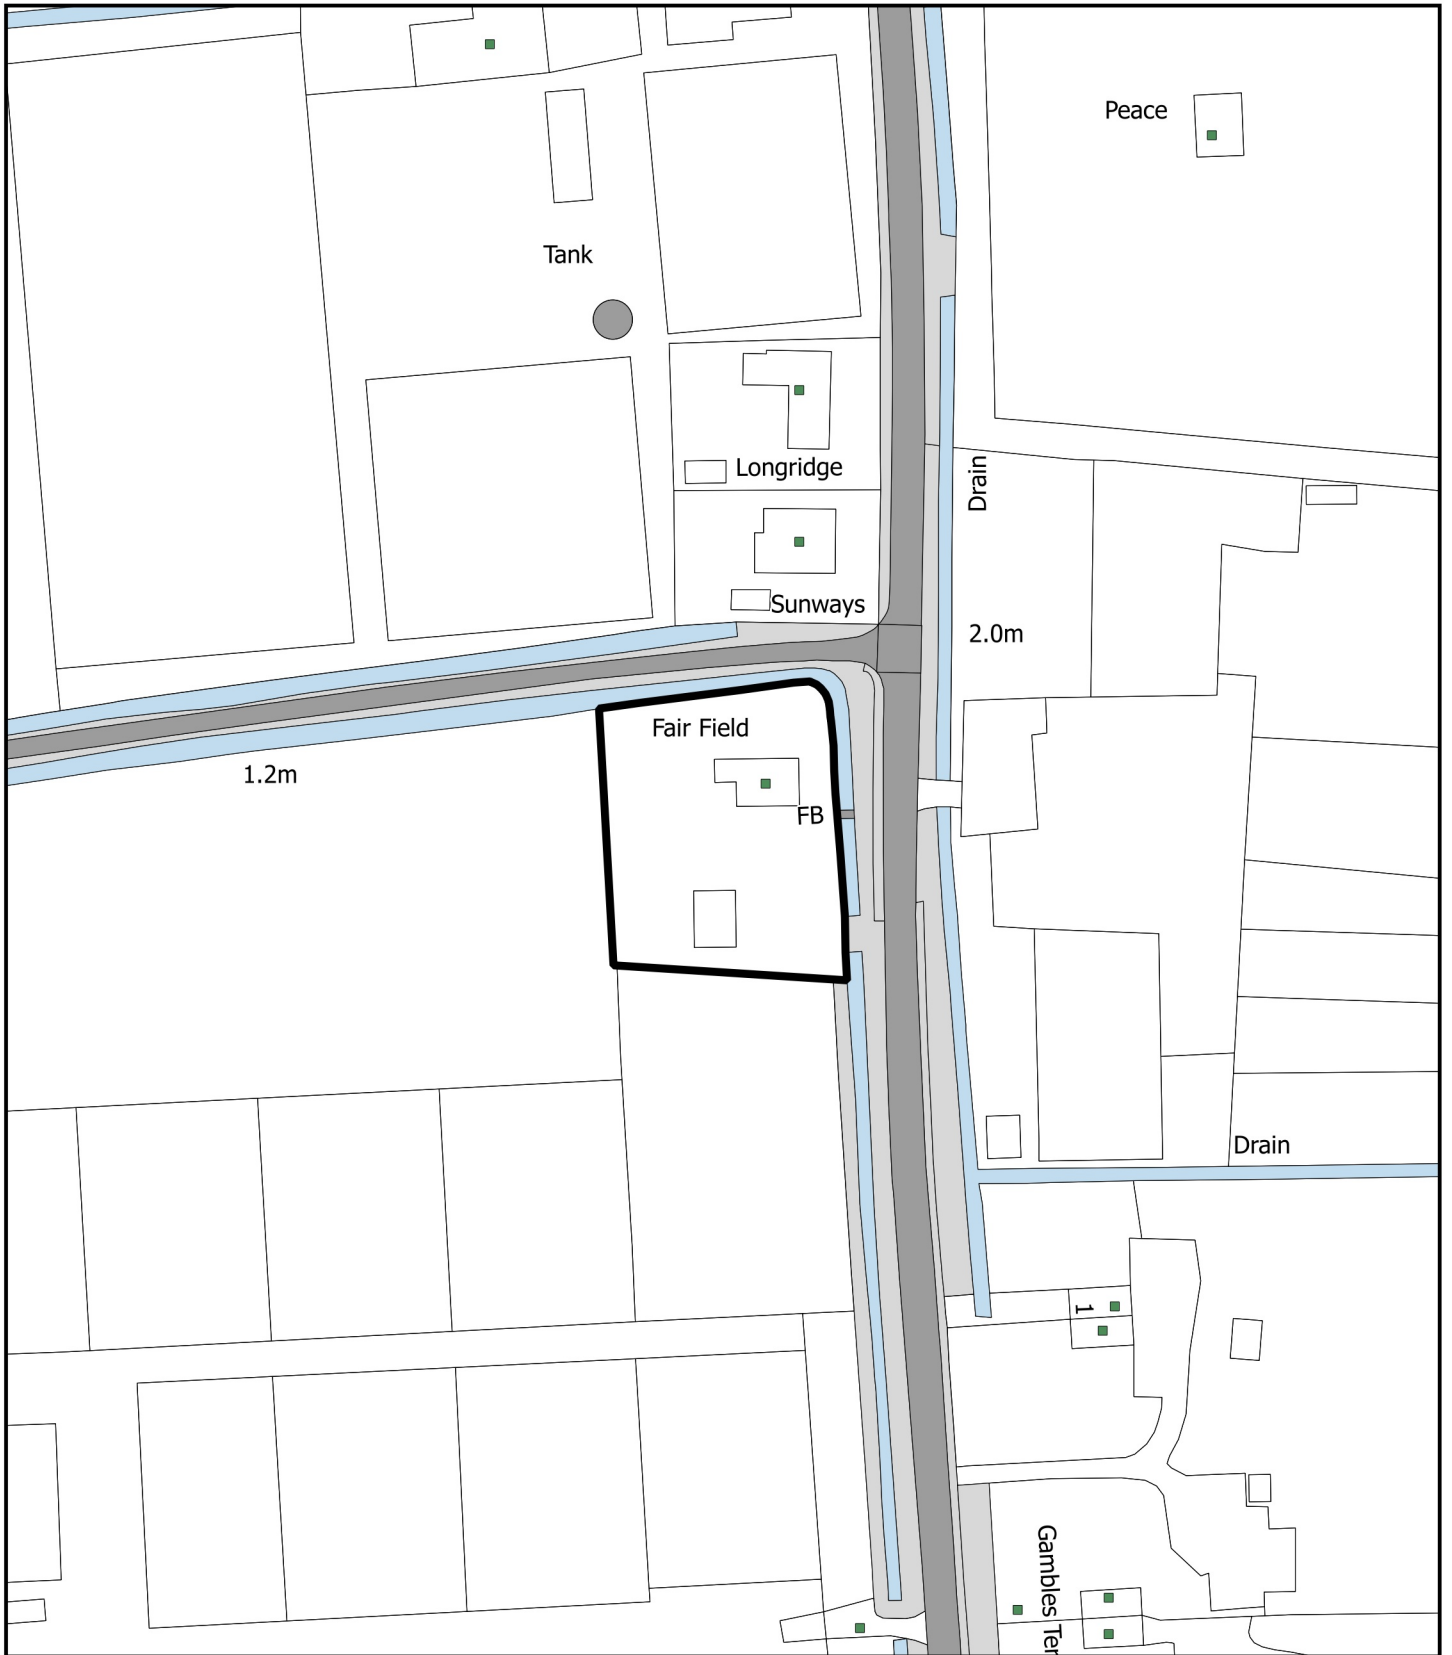 Peace
Tank
Longridge
Drain
Sunways
2.0m
Fair Field
1.2m
FB
Drain
1
Gambles Ter